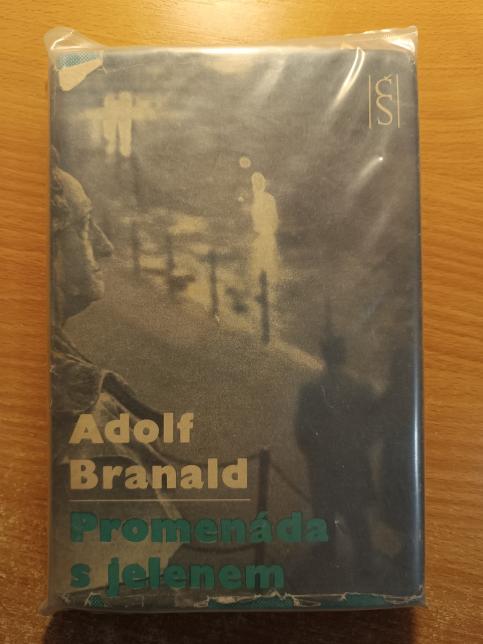 ČS
Adolf
Branald
Promenáda
s jelenem